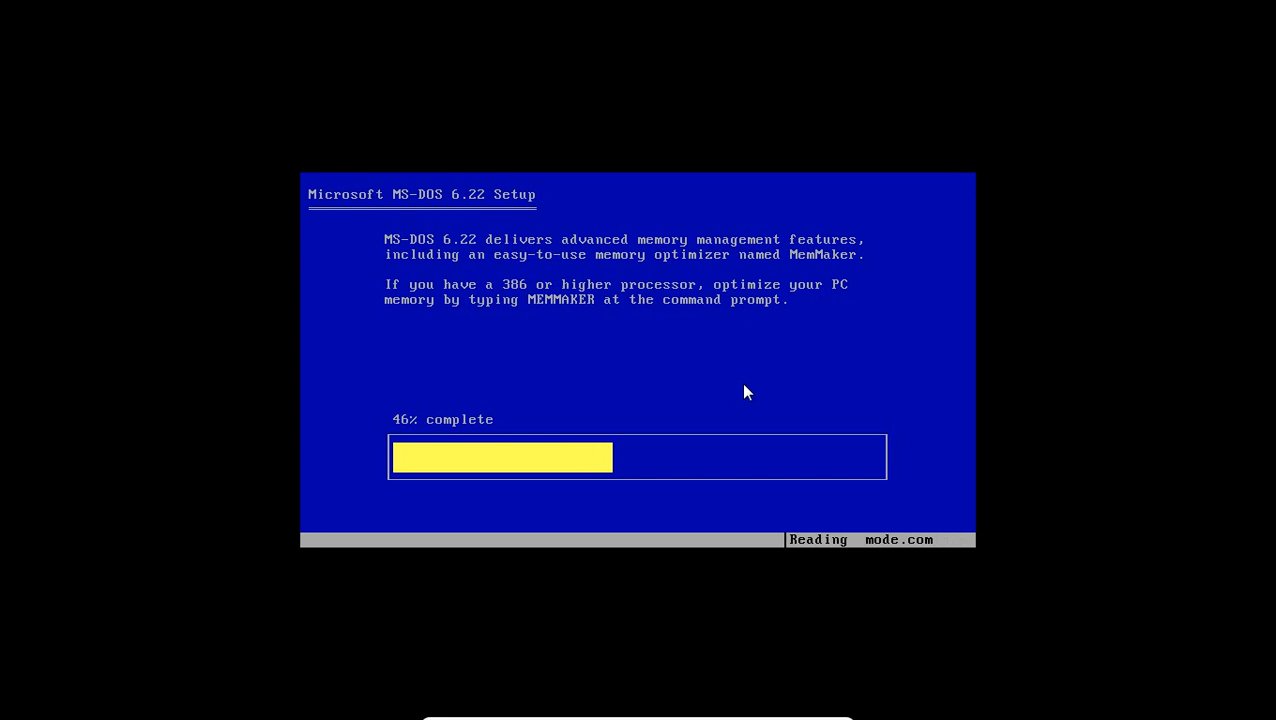 Microsoft MS-DOS 6.22 Setup
MS-DOS 6.22 delivers advanced memory management features,
including an easy-to-use memory optimizer named MemMaker.
If you have a 386 or higher processor, optimize your PC
memory by typing MEMMAKER at the command prompt.
46% complete
Reading mode.com